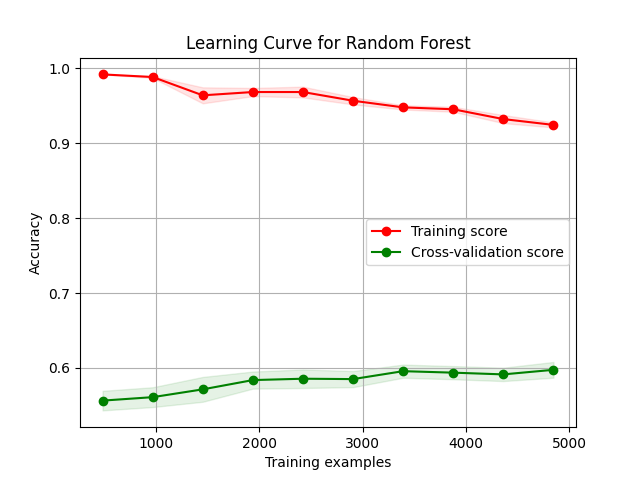 Learning Curve for Random Forest
1.0
0.9
0.8
0.7
0.6
Accuracy
Training score
Cross-validation score
1000 2000 3000 4000 5000
Training examples